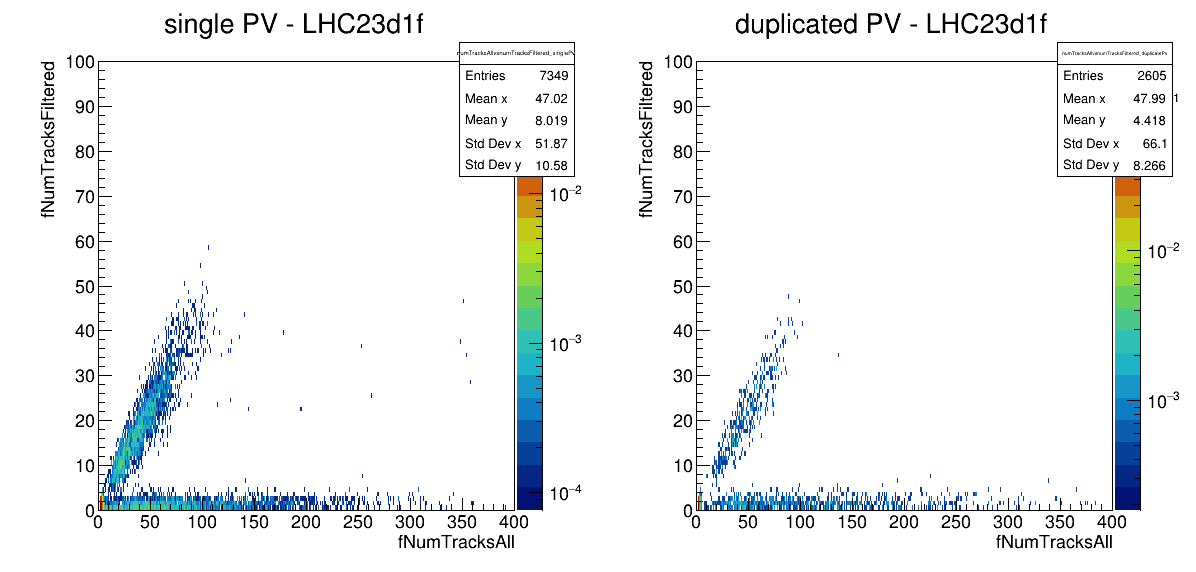 single PV - LHC23d1f
numTracksAllvsnumTracksFiltered_singlePv
Entries 7349
Mean x 47.02
Mean y 8.019
Std Dev x 51.87
Std Dev y 10.58
fNumTracksFiltered
100
90
80
70
60
50
40
30
20
10
0
0 50 100 150 200 250 300 350 400
fNumTracksAll
10−2
10−3
10−4
duplicated PV - LHC23d1f
numTracksAllvsnumTracksFiltered_duplicatePv
Entries 2605
Mean x 47.99
Mean y 4.418
Std Dev x 66.1
Std Dev y 8.266
1
fNumTracksFiltered
100
90
80
70
60
50
40
30
20
10
0
0 50 100 150 200 250 300 350 400
fNumTracksAll
10−2
10−3